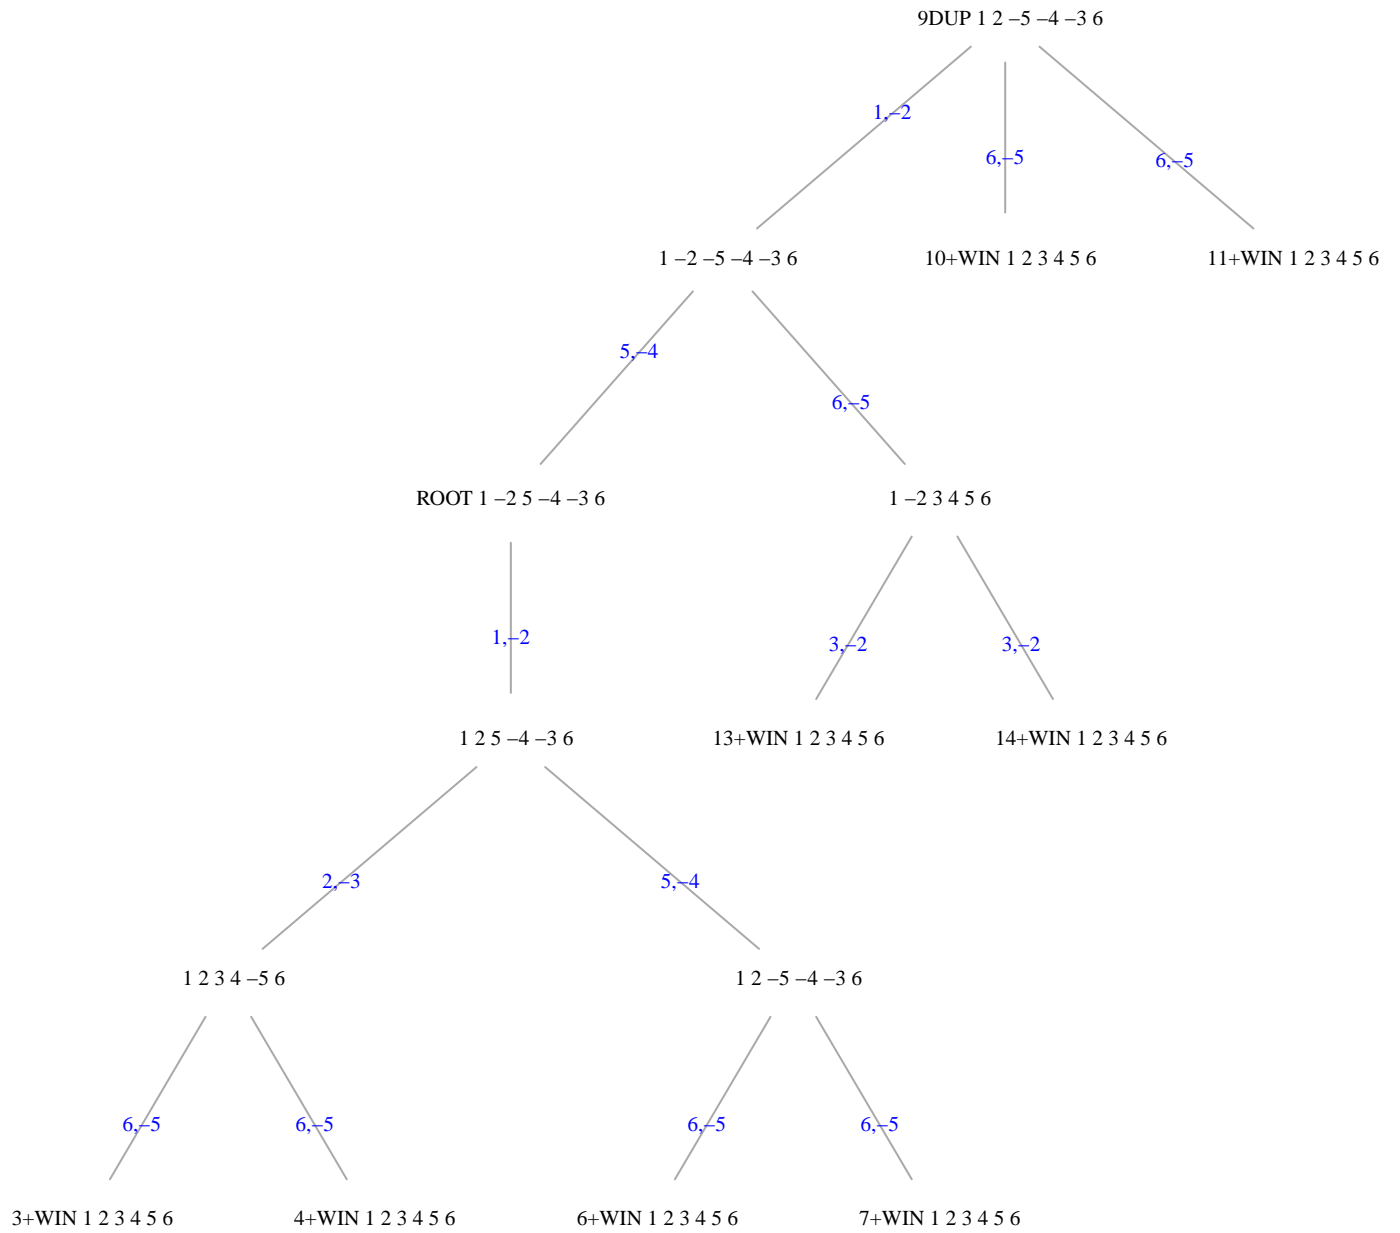 9DUP 1 2 –5 –4 –3 6
1,–2
6,–5
6,–5
1 –2 –5 –4 –3 6
10+WIN 1 2 3 4 5 6
11+WIN 1 2 3 4 5 6
5,–4
6,–5
ROOT 1 –2 5 –4 –3 6
1 –2 3 4 5 6
1,–2
3,–2
3,–2
1 2 5 –4 –3 6
13+WIN 1 2 3 4 5 6
14+WIN 1 2 3 4 5 6
2,–3
5,–4
1 2 3 4 –5 6
1 2 –5 –4 –3 6
6,–5
6,–5
6,–5
6,–5
3+WIN 1 2 3 4 5 6
4+WIN 1 2 3 4 5 6
6+WIN 1 2 3 4 5 6
7+WIN 1 2 3 4 5 6